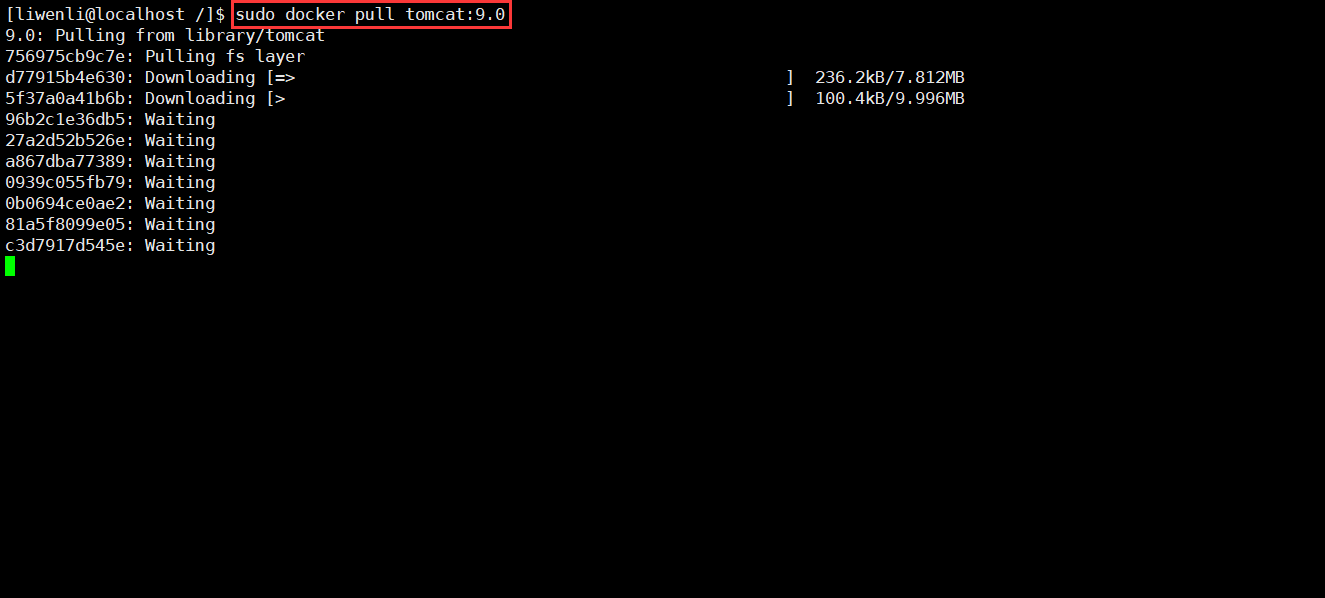 [liwenli@localhost /]$ sudo docker pull tomcat:9.0
9.0: Pulling from library/tomcat
756975cb9c7e: Pulling fs layer
d77915b4e630: Downloading [=>                                                 ]  236.2kB/7.812MB
5f37a0a41b6b: Downloading [>                                                  ]  100.4kB/9.996MB
96b2c1e36db5: Waiting
27a2d52b526e: Waiting
a867dba77389: Waiting
0939c055fb79: Waiting
0b0694ce0ae2: Waiting
81a5f8099e05: Waiting
c3d7917d545e: Waiting